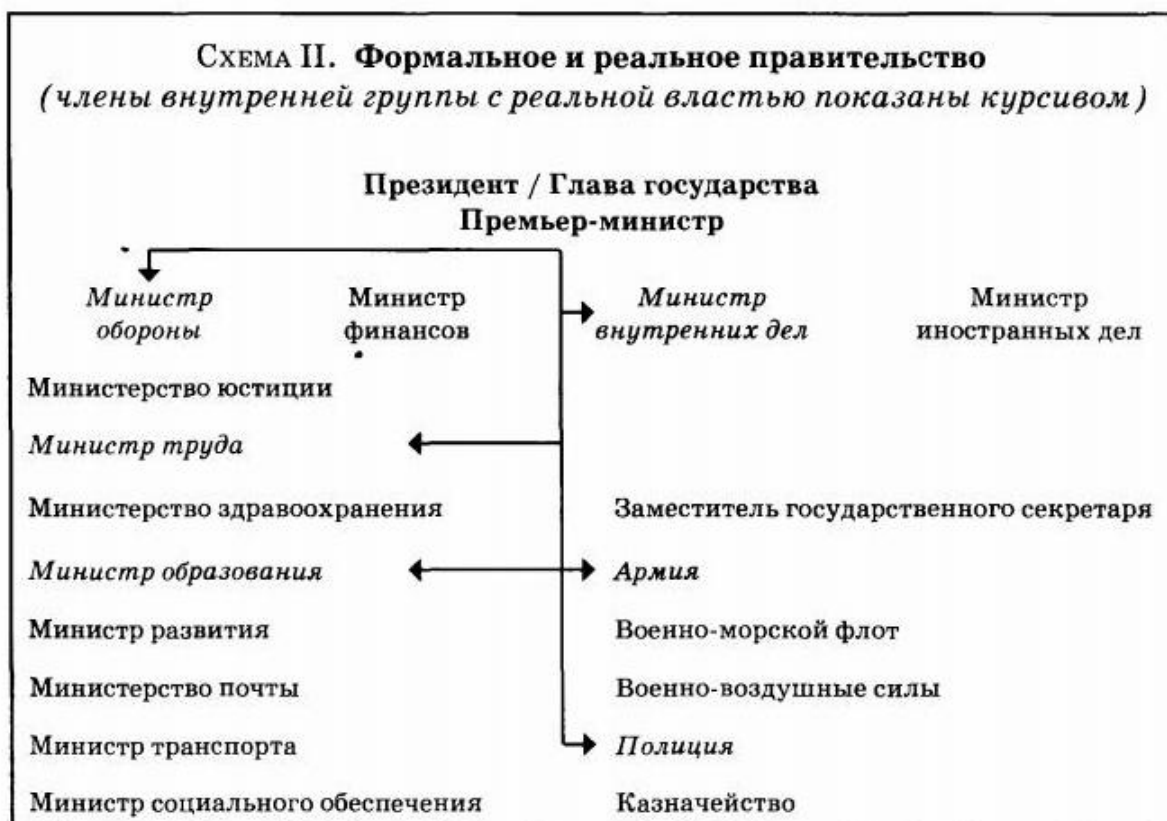 Схема II. Формальное и реальное правительство
(члены внутренней группы с реальной властью показаны курсивом)
Президент / Глава государства
Премьер-министр
Министр обороны
Министр финансов
Министр внутренних дел
Министр иностранных дел
Министерство юстиции
Министр труда
Министерство здравоохранения
Заместитель государственного секретаря
Министр образования
Армия
Министр развития
Военно-морской флот
Министерство почты
Военно-воздушные силы
Министр транспорта
Полиция
Министр социального обеспечения
Казначейство